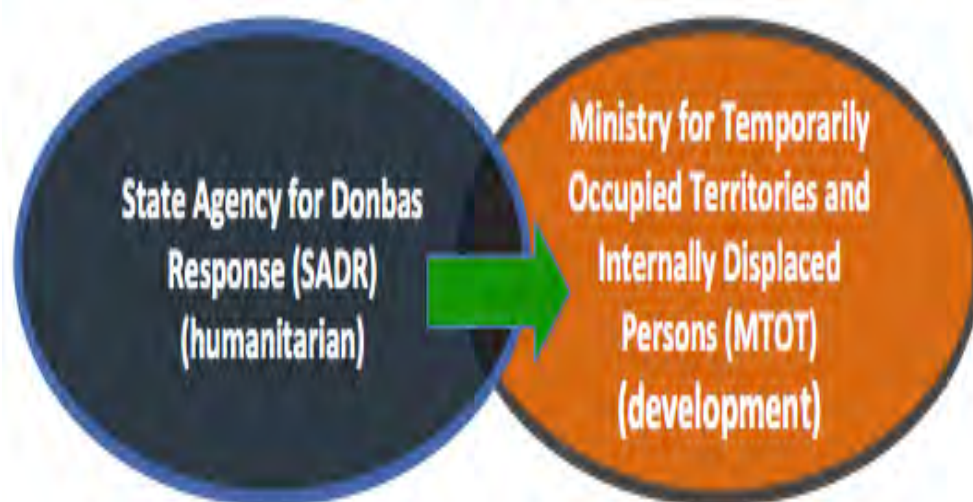 State Agency for Donbas
Response (SADR)
(humanitarian)
Ministry for Temporarily
Occupied Territories and
Internally Displaced
Persons (MTOT)
(development)